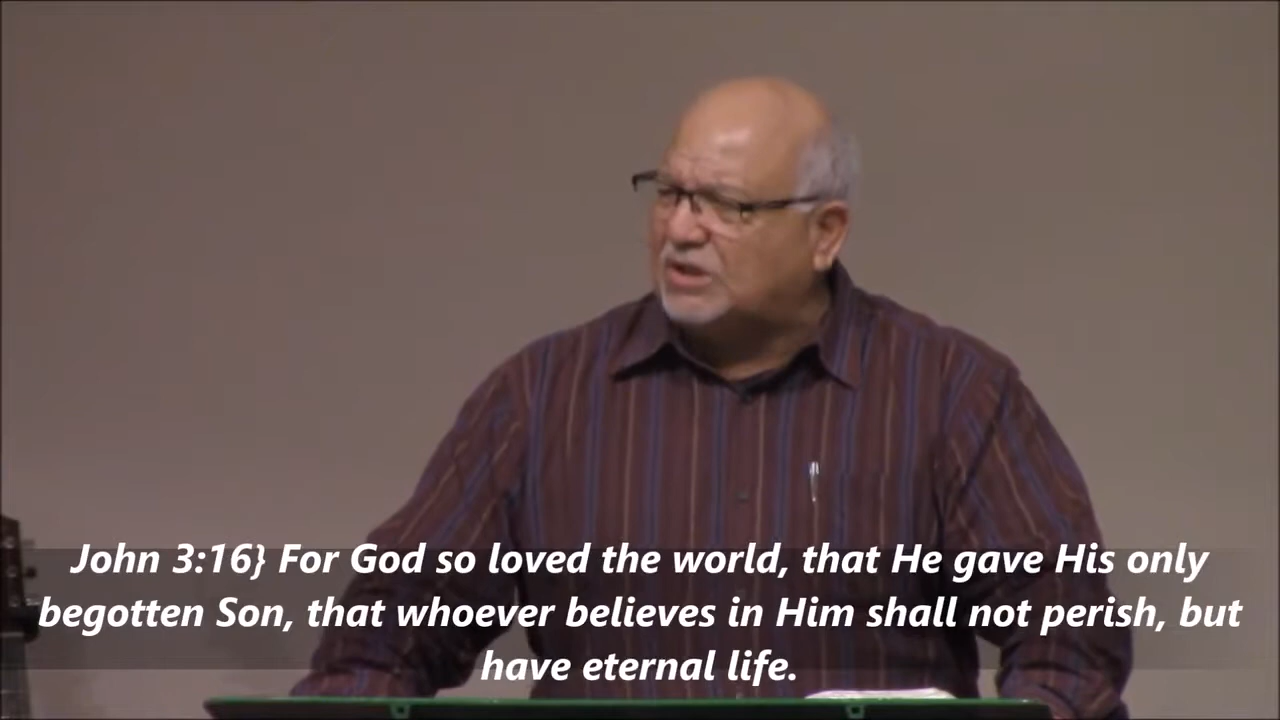 John 3:16} For God so loved the world, that He gave His only
begotten Son, that whoever believes in Him shall not perish, but
have eternal life.